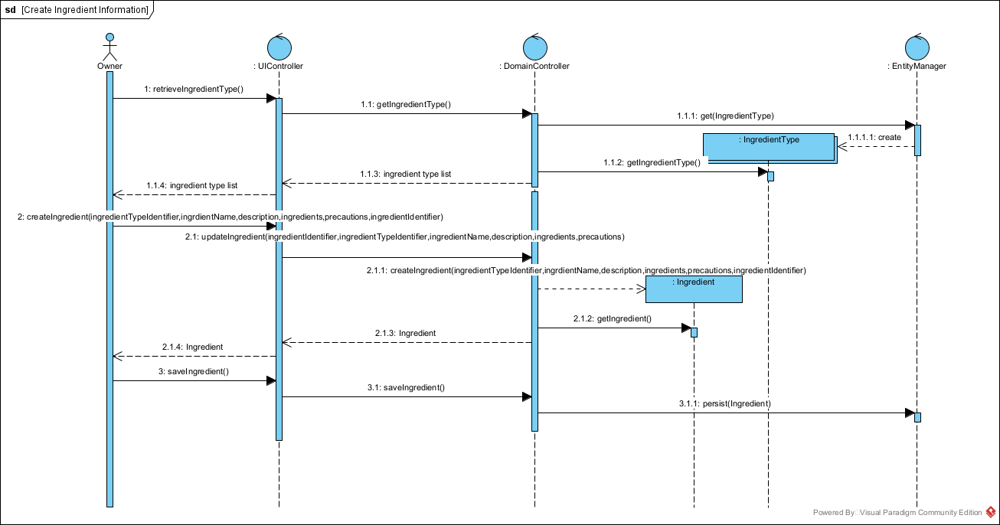 sd [Create Ingredient Information]
Owner
: UIController
: DomainController
: EntityManager
1: retrieveIngredientType()
1.1: getIngredientType()
1.1.1: get(IngredientType)
: IngredientType
1.1.1.1: create
1.1.2: getIngredientType()
1.1.3: ingredient type list
1.1.4: ingredient type list
2: createIngredient(ingredientTypeIdentifier,ingrdientName,description,ingredients,precautions,ingredientIdentifier)
2.1: updateIngredient(ingredientIdentifier,ingredientTypeIdentifier,ingredientName,description,ingredients,precautions)
2.1.1: createIngredient(ingredientTypeIdentifier,ingrdientName,description,ingredients,precautions,ingredientIdentifier)
: Ingredient
2.1.2: getIngredient()
2.1.3: Ingredient
2.1.4: Ingredient
3: saveIngredient()
3.1: saveIngredient()
3.1.1: persist(Ingredient)
Powered By Visual Paradigm Community Edition